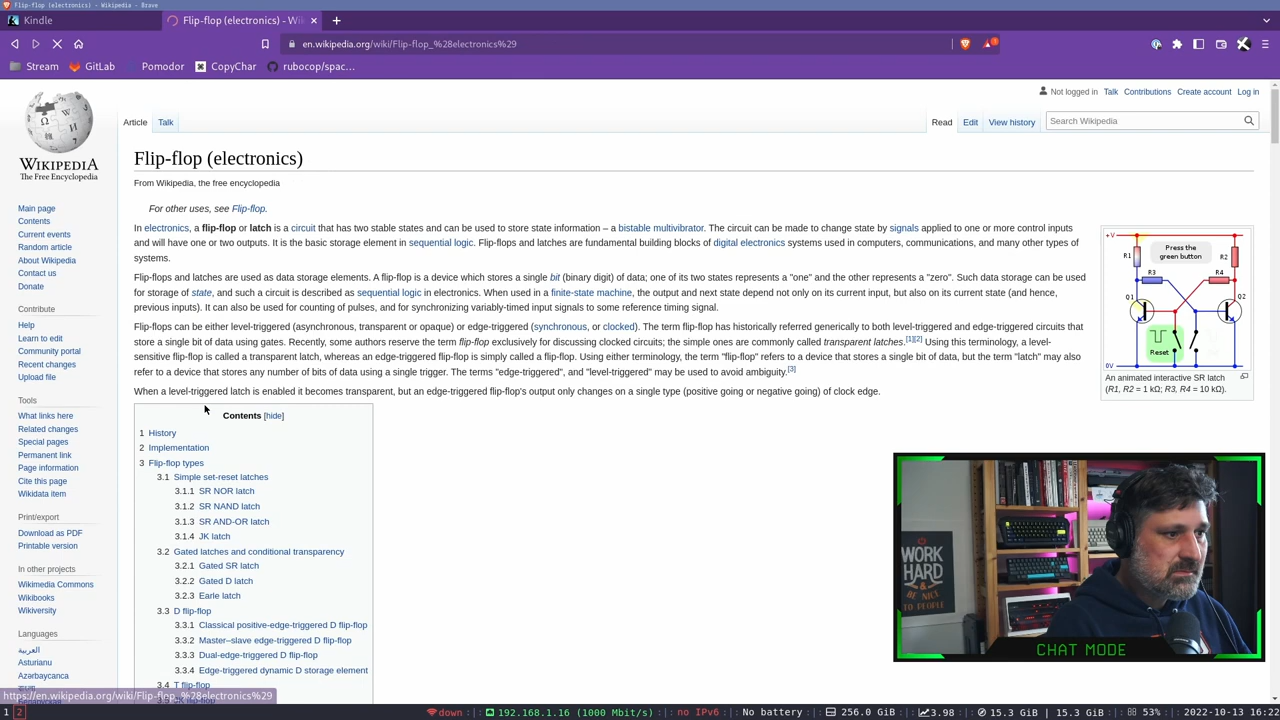 Flip-flop (electronics) - Wikipedia - Brave
Kindle
Flip-flop (electronics) - Wiki
en.wikipedia.org/wiki/Flip-flop_%28electronics%29
Stream
GitLab
Pomodor
CopyChar
rubocop/spac…
Not logged in Talk Contributions Create account Log in
Article Talk
Read Edit View history
Search Wikipedia
WIKIPEDIA
The Free Encyclopedia
Main page
Contents
Current events
Random article
About Wikipedia
Contact us
Donate
Contribute
Help
Learn to edit
Community portal
Recent changes
Upload file
Tools
What links here
Related changes
Special pages
Permanent link
Page information
Cite this page
Wikidata item
Print/export
Download as PDF
Printable version
In other projects
Wikimedia Commons
Wikibooks
Wikiversity
Languages
العربية
Asturianu
Azərbaycanca
Flip-flop (electronics)
From Wikipedia, the free encyclopedia
For other uses, see Flip-flop.
In electronics, a flip-flop or latch is a circuit that has two stable states and can be used to store state information – a bistable multivibrator. The circuit can be made to change state by signals applied to one or more control inputs
and will have one or two outputs. It is the basic storage element in sequential logic. Flip-flops and latches are fundamental building blocks of digital electronics systems used in computers, communications, and many other types of
systems.
Flip-flops and latches are used as data storage elements. A flip-flop is a device which stores a single bit (binary digit) of data; one of its two states represents a "one" and the other represents a "zero". Such data storage can be used
for storage of state, and such a circuit is described as sequential logic in electronics. When used in a finite-state machine, the output and next state depend not only on its current input, but also on its current state (and hence,
previous inputs). It can also be used for counting of pulses, and for synchronizing variably-timed input signals to some reference timing signal.
Flip-flops can be either level-triggered (asynchronous, transparent or opaque) or edge-triggered (synchronous, or clocked). The term flip-flop has historically referred generically to both level-triggered and edge-triggered circuits that
store a single bit of data using gates. Recently, some authors reserve the term flip-flop exclusively for discussing clocked circuits; the simple ones are commonly called transparent latches.[1][2] Using this terminology, a level-
sensitive flip-flop is called a transparent latch, whereas an edge-triggered flip-flop is simply called a flip-flop. Using either terminology, the term "flip-flop" refers to a device that stores a single bit of data, but the term "latch" may also
refer to a device that stores any number of bits of data using a single trigger. The terms "edge-triggered", and "level-triggered" may be used to avoid ambiguity.[3]
When a level-triggered latch is enabled it becomes transparent, but an edge-triggered flip-flop's output only changes on a single type (positive going or negative going) of clock edge.
Contents [hide]
1 History
2 Implementation
3 Flip-flop types
3.1 Simple set-reset latches
3.1.1 SR NOR latch
3.1.2 SR NAND latch
3.1.3 SR AND-OR latch
3.1.4 JK latch
3.2 Gated latches and conditional transparency
3.2.1 Gated SR latch
3.2.2 Gated D latch
3.2.3 Earle latch
3.3 D flip-flop
3.3.1 Classical positive-edge-triggered D flip-flop
3.3.2 Master–slave edge-triggered D flip-flop
3.3.3 Dual-edge-triggered D flip-flop
3.3.4 Edge-triggered dynamic D storage element
3.4 T flip-flop
+V
Press the
green button
R1
R2
R3
R4
Q1
Q2
Reset
0V
An animated interactive SR latch
(R1, R2 = 1 kΩ; R3, R4 = 10 kΩ).
WORK
HARD
& BE
NICE
TO PEOPLE
CHAT MODE
https://en.wikipedia.org/wiki/Flip-flop_%28electronics%29
1 2
down 192.168.1.16 (1000 Mbit/s) no IPv6 No battery 256.0 GiB 3.98 15.3 GiB | 15.3 GiB 53% 2022-10-13 16:22